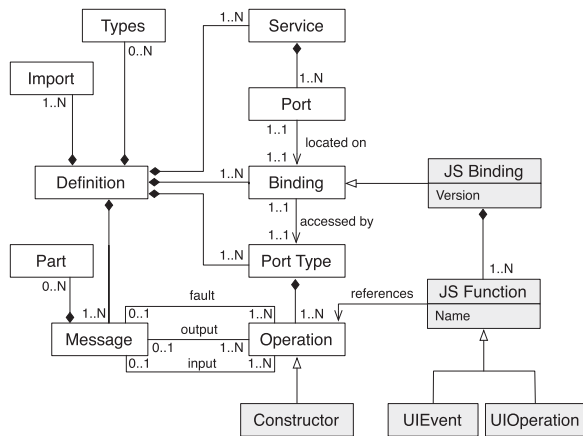 Types
0..N
Import
1..N
Service
1..N
1..N
Port
1..1
located on
1..1
Definition
1..N
Binding
1..1
accessed by
1..1
JS Binding
Version
1..N
Port Type
Part
0..N
1..N
fault
0..1
1..N
1..N
references
1..N
JS Function
Name
Message
output
0..1
1..N
Operation
input
0..1
1..N
Constructor
UIEvent
UIOperation